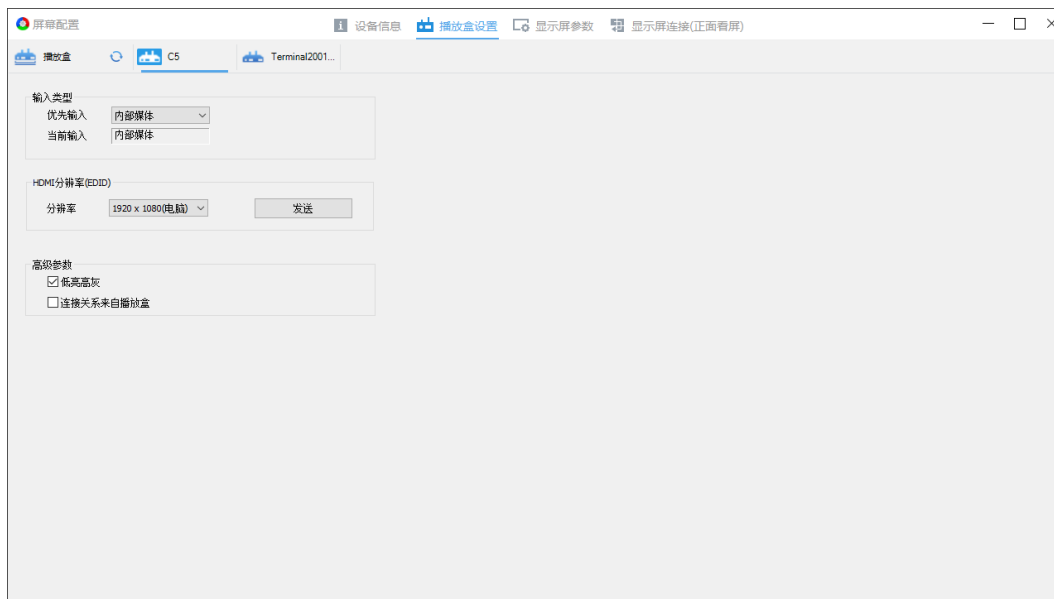 屏幕配置
设备信息 播放盒设置 显示屏参数 显示屏连接(正面看屏)
播放盒 C5 Terminal2001...
输入类型
优先输入 内部媒体
当前输入 内部媒体
HDMI分辨率(EDID)
分辨率 1920 x 1080(电脑) 发送
高级参数
低亮高灰
连接关系来自播放盒